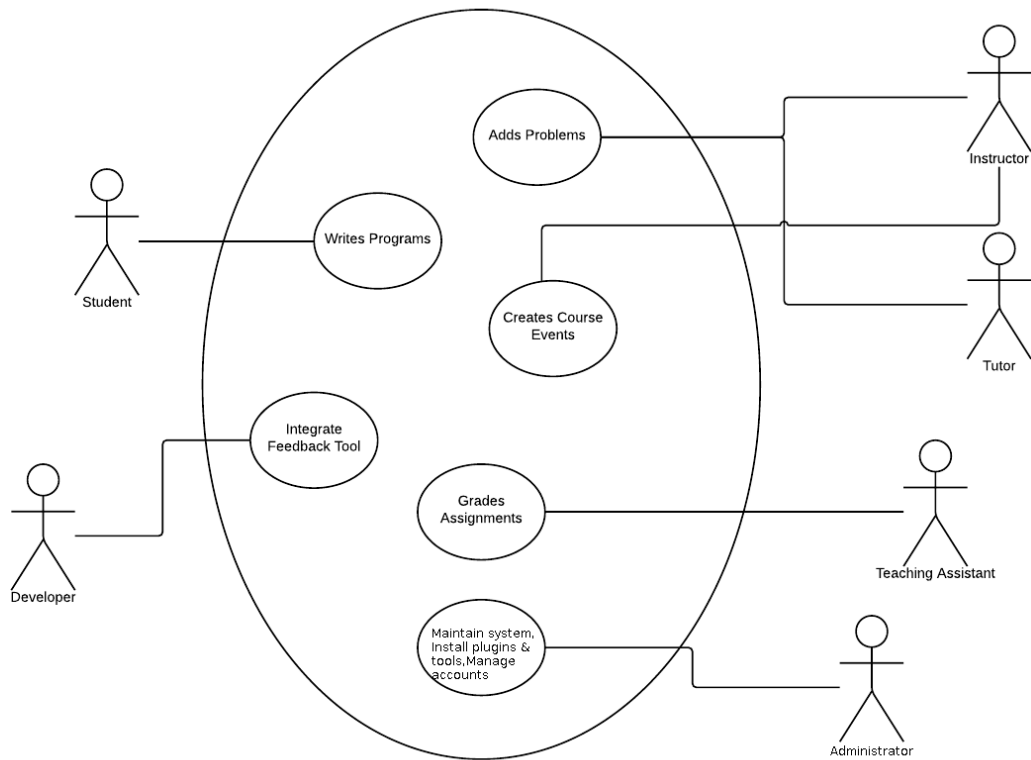 Adds Problems
Instructor
Writes Programs
Student
Creates Course
Events
Tutor
Integrate
Feedback Tool
Grades
Assignments
Teaching Assistant
Developer
Maintain system,
Install plugins &
tools,Manage
accounts
Administrator